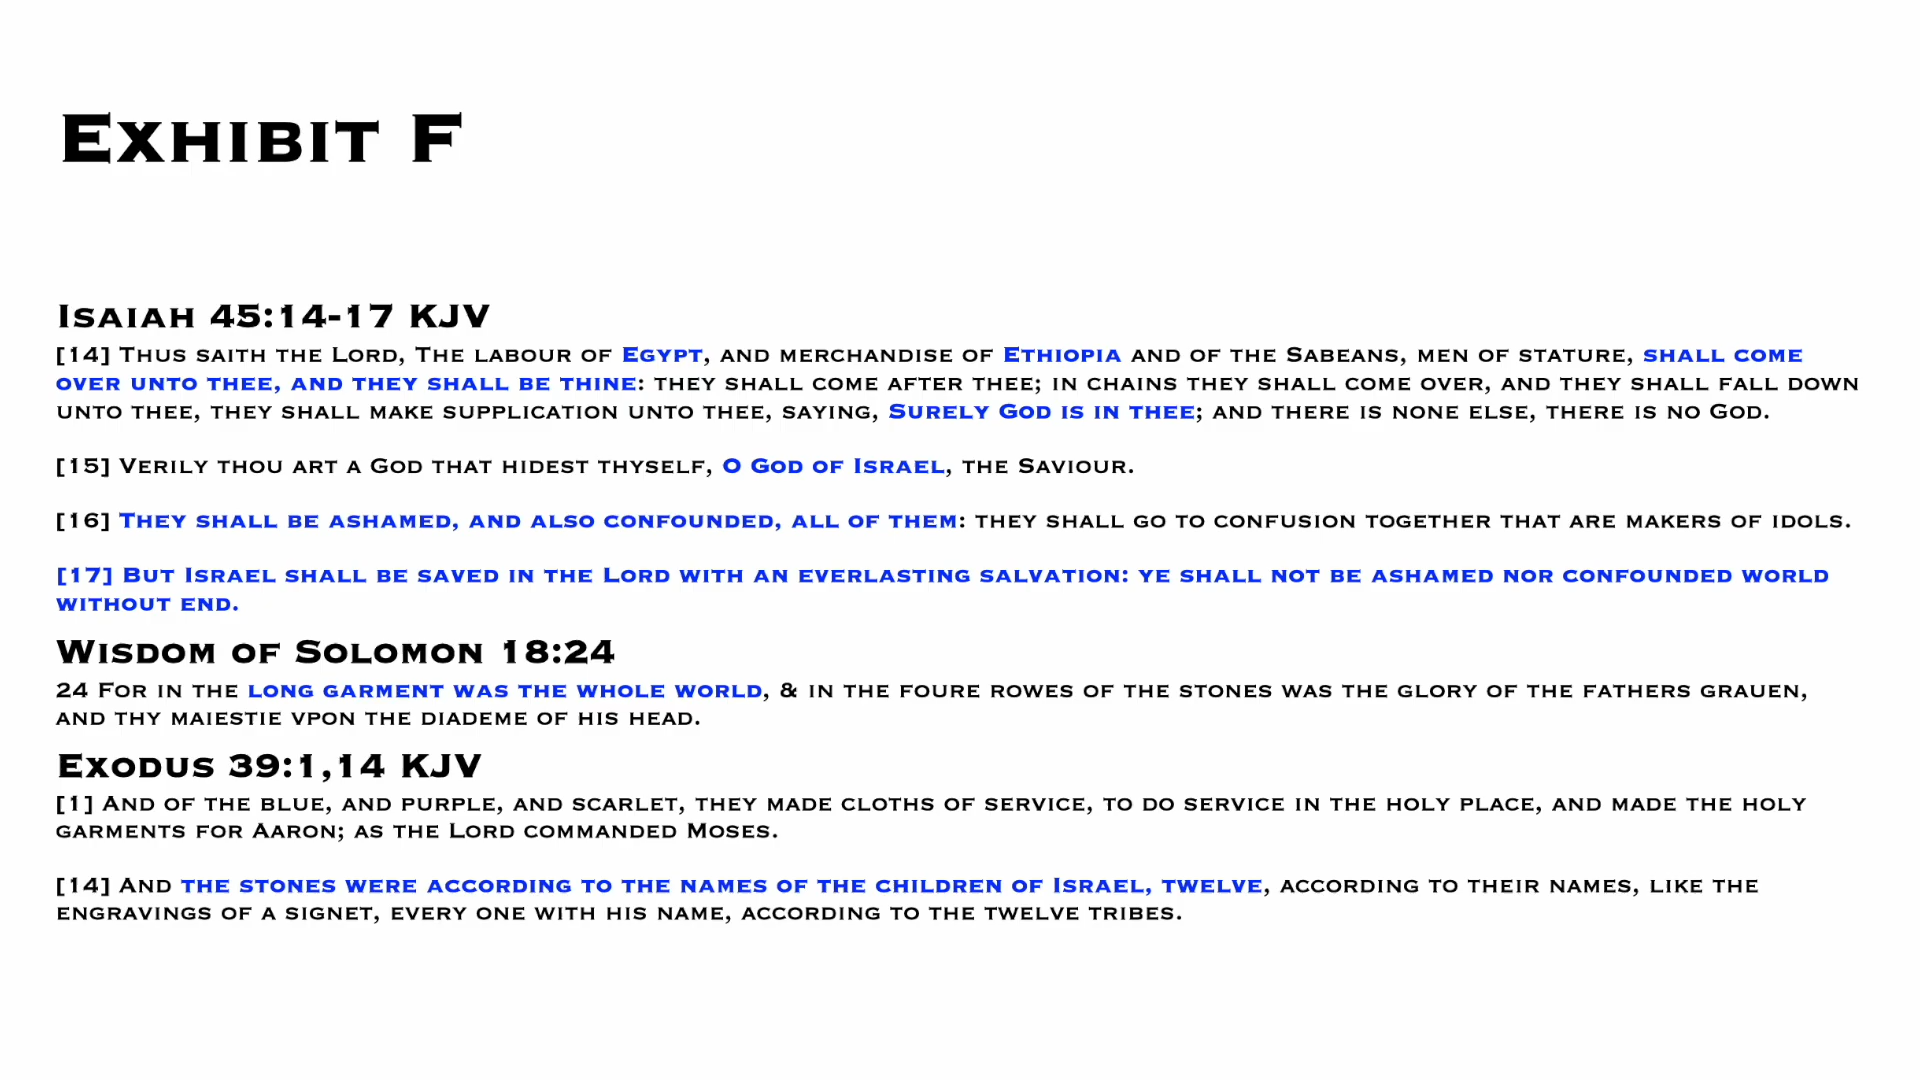 Exhibit F
Isaiah 45:14-17 KJV
[14] Thus saith the Lord, The labour of Egypt, and merchandise of Ethiopia and of the Sabeans, men of stature, shall come
over unto thee, and they shall be thine: they shall come after thee; in chains they shall come over, and they shall fall down
unto thee, they shall make supplication unto thee, saying, Surely God is in thee; and there is none else, there is no God.
[15] Verily thou art a God that hidest thyself, O God of Israel, the Saviour.
[16] They shall be ashamed, and also confounded, all of them: they shall go to confusion together that are makers of idols.
[17] But Israel shall be saved in the Lord with an everlasting salvation: ye shall not be ashamed nor confounded world
without end.
Wisdom of Solomon 18:24
24 For in the long garment was the whole world, & in the foure rowes of the stones was the glory of the fathers grauen,
and thy maiestie vpon the diademe of his head.
Exodus 39:1,14 KJV
[1] And of the blue, and purple, and scarlet, they made cloths of service, to do service in the holy place, and made the holy
garments for Aaron; as the Lord commanded Moses.
[14] And the stones were according to the names of the children of Israel, twelve, according to their names, like the
engravings of a signet, every one with his name, according to the twelve tribes.